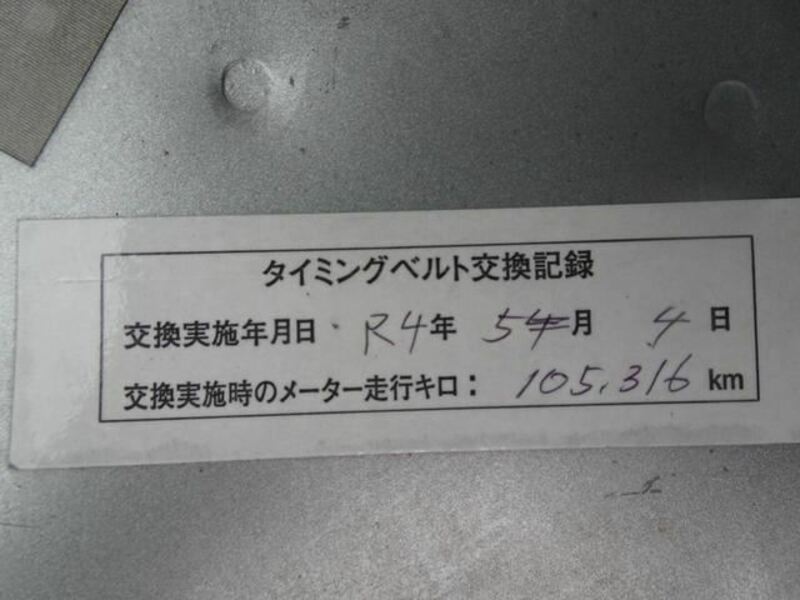 タイミングベルト交換記録
交換実施年月日 R4年 5月 4日
交換実施時のメーター走行キロ： 105.316 km